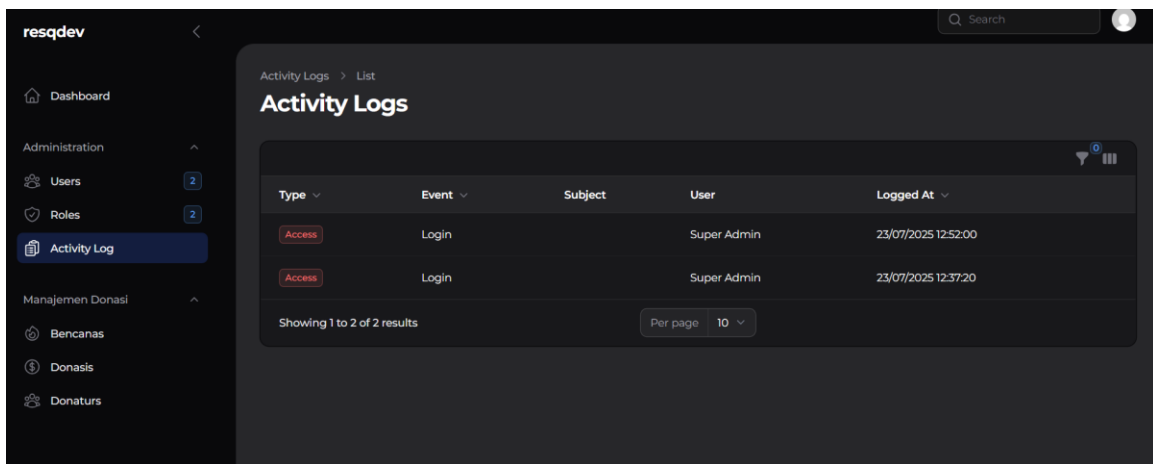 resqdev
Search
Dashboard
Administration
Users 2
Roles 2
Activity Log
Manajemen Donasi
Bencanas
Donasis
Donaturs
Activity Logs > List
Activity Logs
0
Type Event Subject User Logged At
Access Login Super Admin 23/07/2025 12:52:00
Access Login Super Admin 23/07/2025 12:37:20
Showing 1 to 2 of 2 results Per page 10